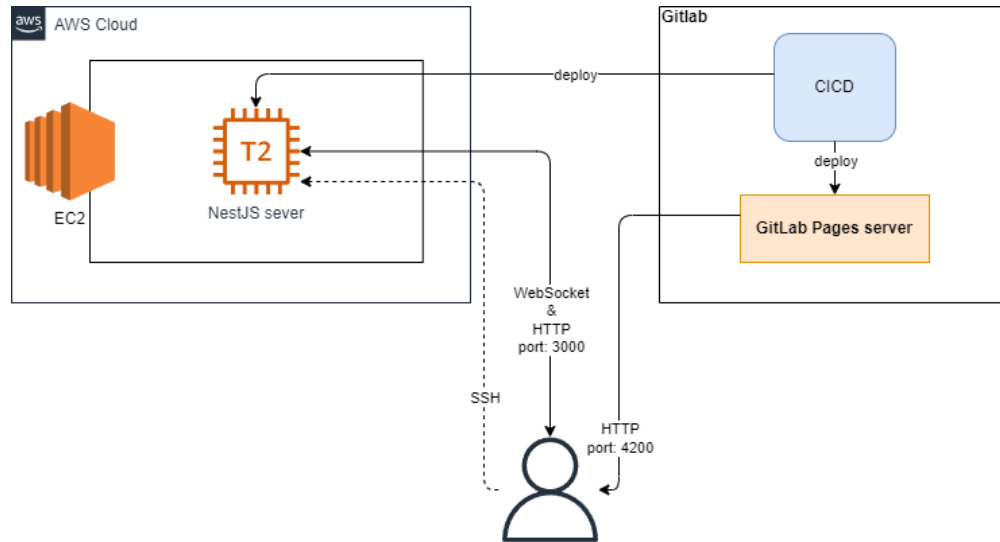 aws
AWS Cloud
Gitlab
deploy
CICD
T2
deploy
NestJS sever
EC2
GitLab Pages server
WebSocket
&
HTTP
port: 3000
SSH
HTTP
port: 4200